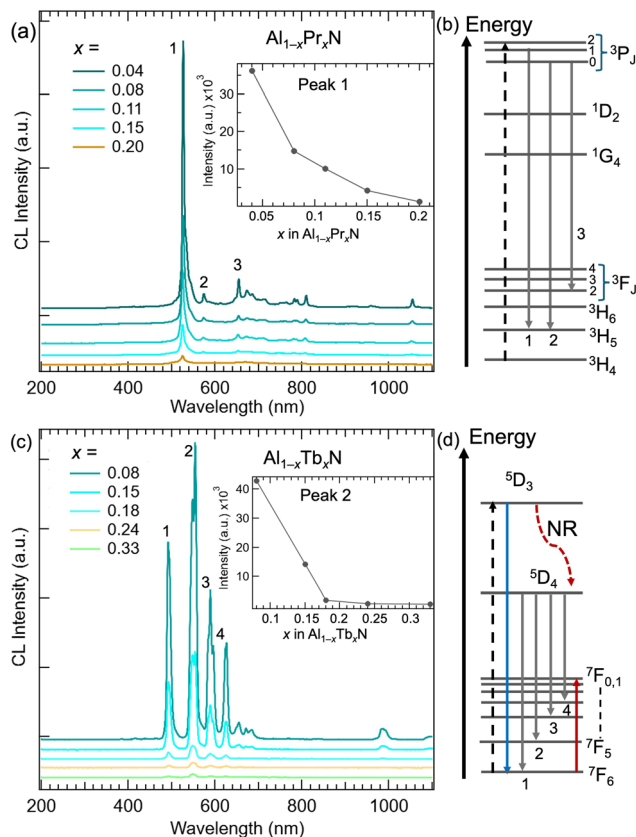 (a)
x =
0.04
0.08
0.11
0.15
0.20
Al1–xPrxN
1
2
3
Peak 1
Intensity (a.u.) x10³
30
20
10
0.05
0.1
0.15
0.2
x in Al1–xPrxN
CL Intensity (a.u.)
200
400
600
800
1000
Wavelength (nm)
(b)
Energy
2
1
0
³PJ
¹D2
¹G4
3
4
3
2
³FJ
³H6
³H5
1
2
³H4
(c)
x =
0.08
0.15
0.18
0.24
0.33
Al1–xTbxN
1
2
3
4
Peak 2
Intensity (a.u.) x10³
40
30
20
10
0.1
0.15
0.2
0.25
0.3
x in Al1–xTbxN
CL Intensity (a.u.)
200
400
600
800
1000
Wavelength (nm)
(d)
Energy
⁵D3
NR
⁵D4
⁷F0,1
4
3
2
⁷F5
⁷F6
1